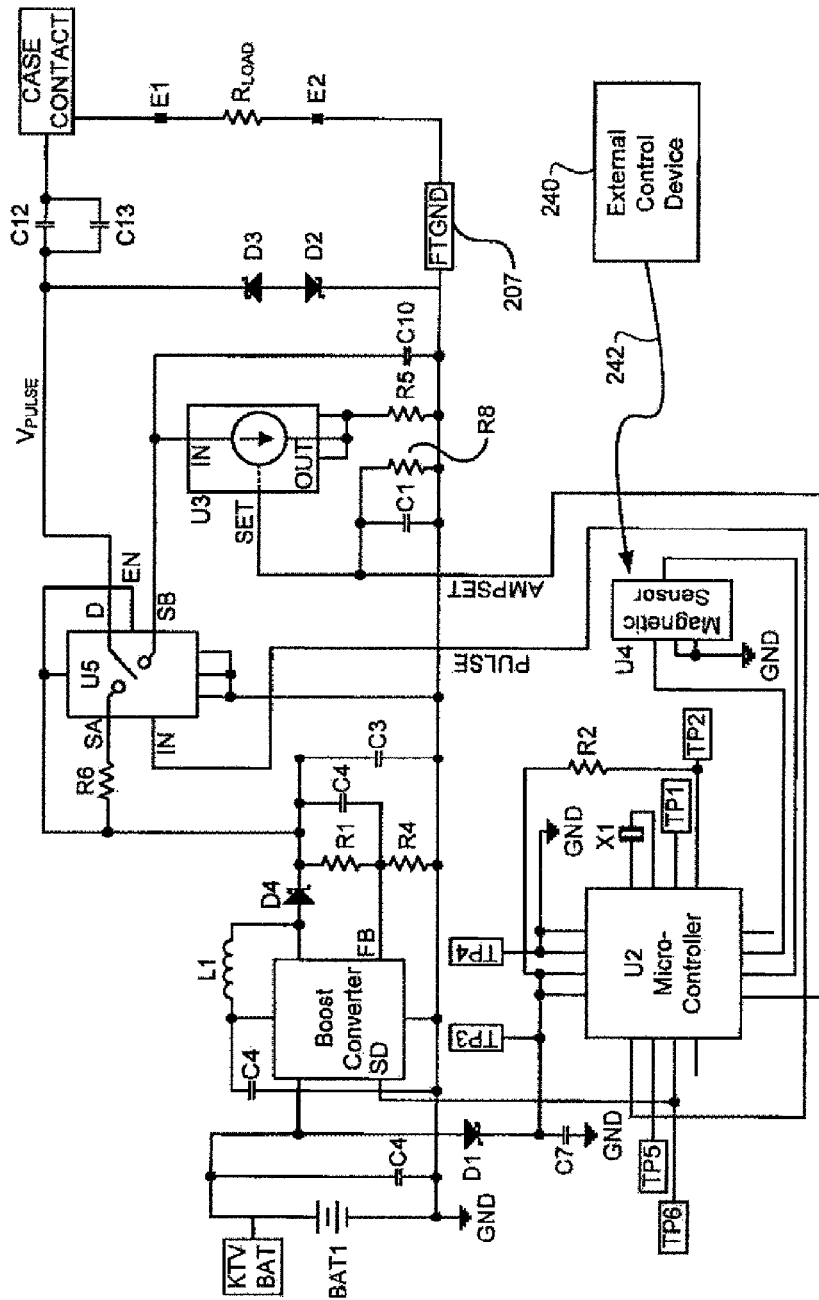 CASE
CONTACT
C12
C13
E1
R_LOAD
E2
D3
D2
FTGND
207
240
External
Control
Device
242
V_PULSE
C10
EN
D
SB
U5
SA
IN
R6
IN
OUT
U3
SET
R5
R8
C1
AMPSET
PULSE
C3
C4
R1
R4
D4
L1
FB
Boost
Converter
SD
C4
C4
D1
C7
GND
GND
KTV
BAT
BAT1
Magnetic
Sensor
U4
GND
R2
TP2
TP1
X1
GND
TP4
TP3
U2
Micro-
Controller
TP5
TP6